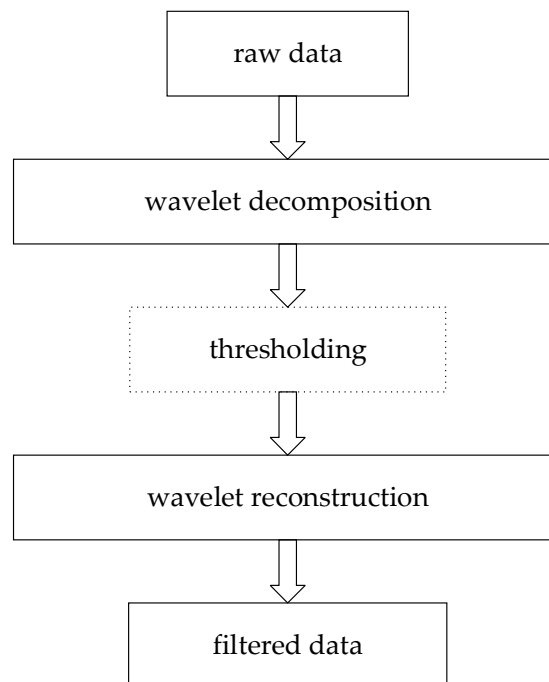 raw data
wavelet decomposition
thresholding
wavelet reconstruction
filtered data